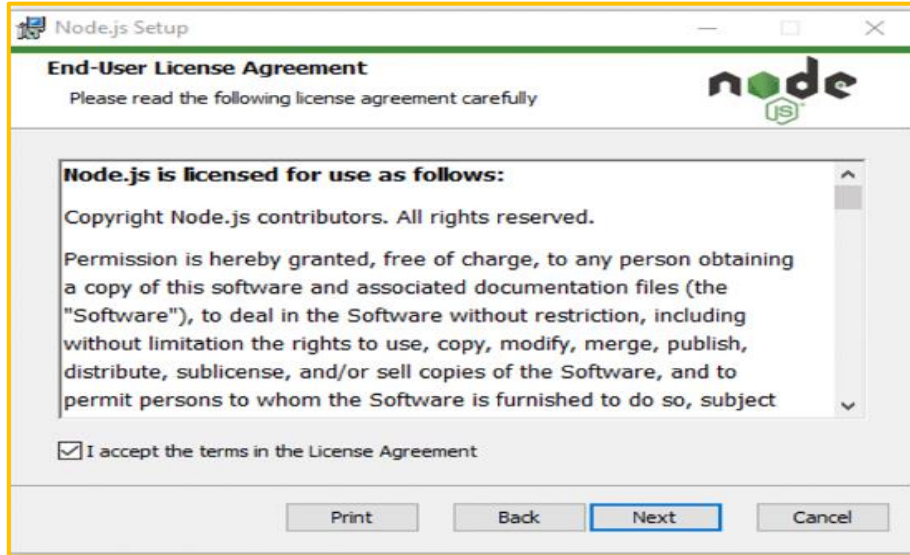 Node.js Setup
End-User License Agreement
Please read the following license agreement carefully
node
JS
Node.js is licensed for use as follows:
Copyright Node.js contributors. All rights reserved.
Permission is hereby granted, free of charge, to any person obtaining
a copy of this software and associated documentation files (the
"Software"), to deal in the Software without restriction, including
without limitation the rights to use, copy, modify, merge, publish,
distribute, sublicense, and/or sell copies of the Software, and to
permit persons to whom the Software is furnished to do so, subject
I accept the terms in the License Agreement
Print Back Next Cancel